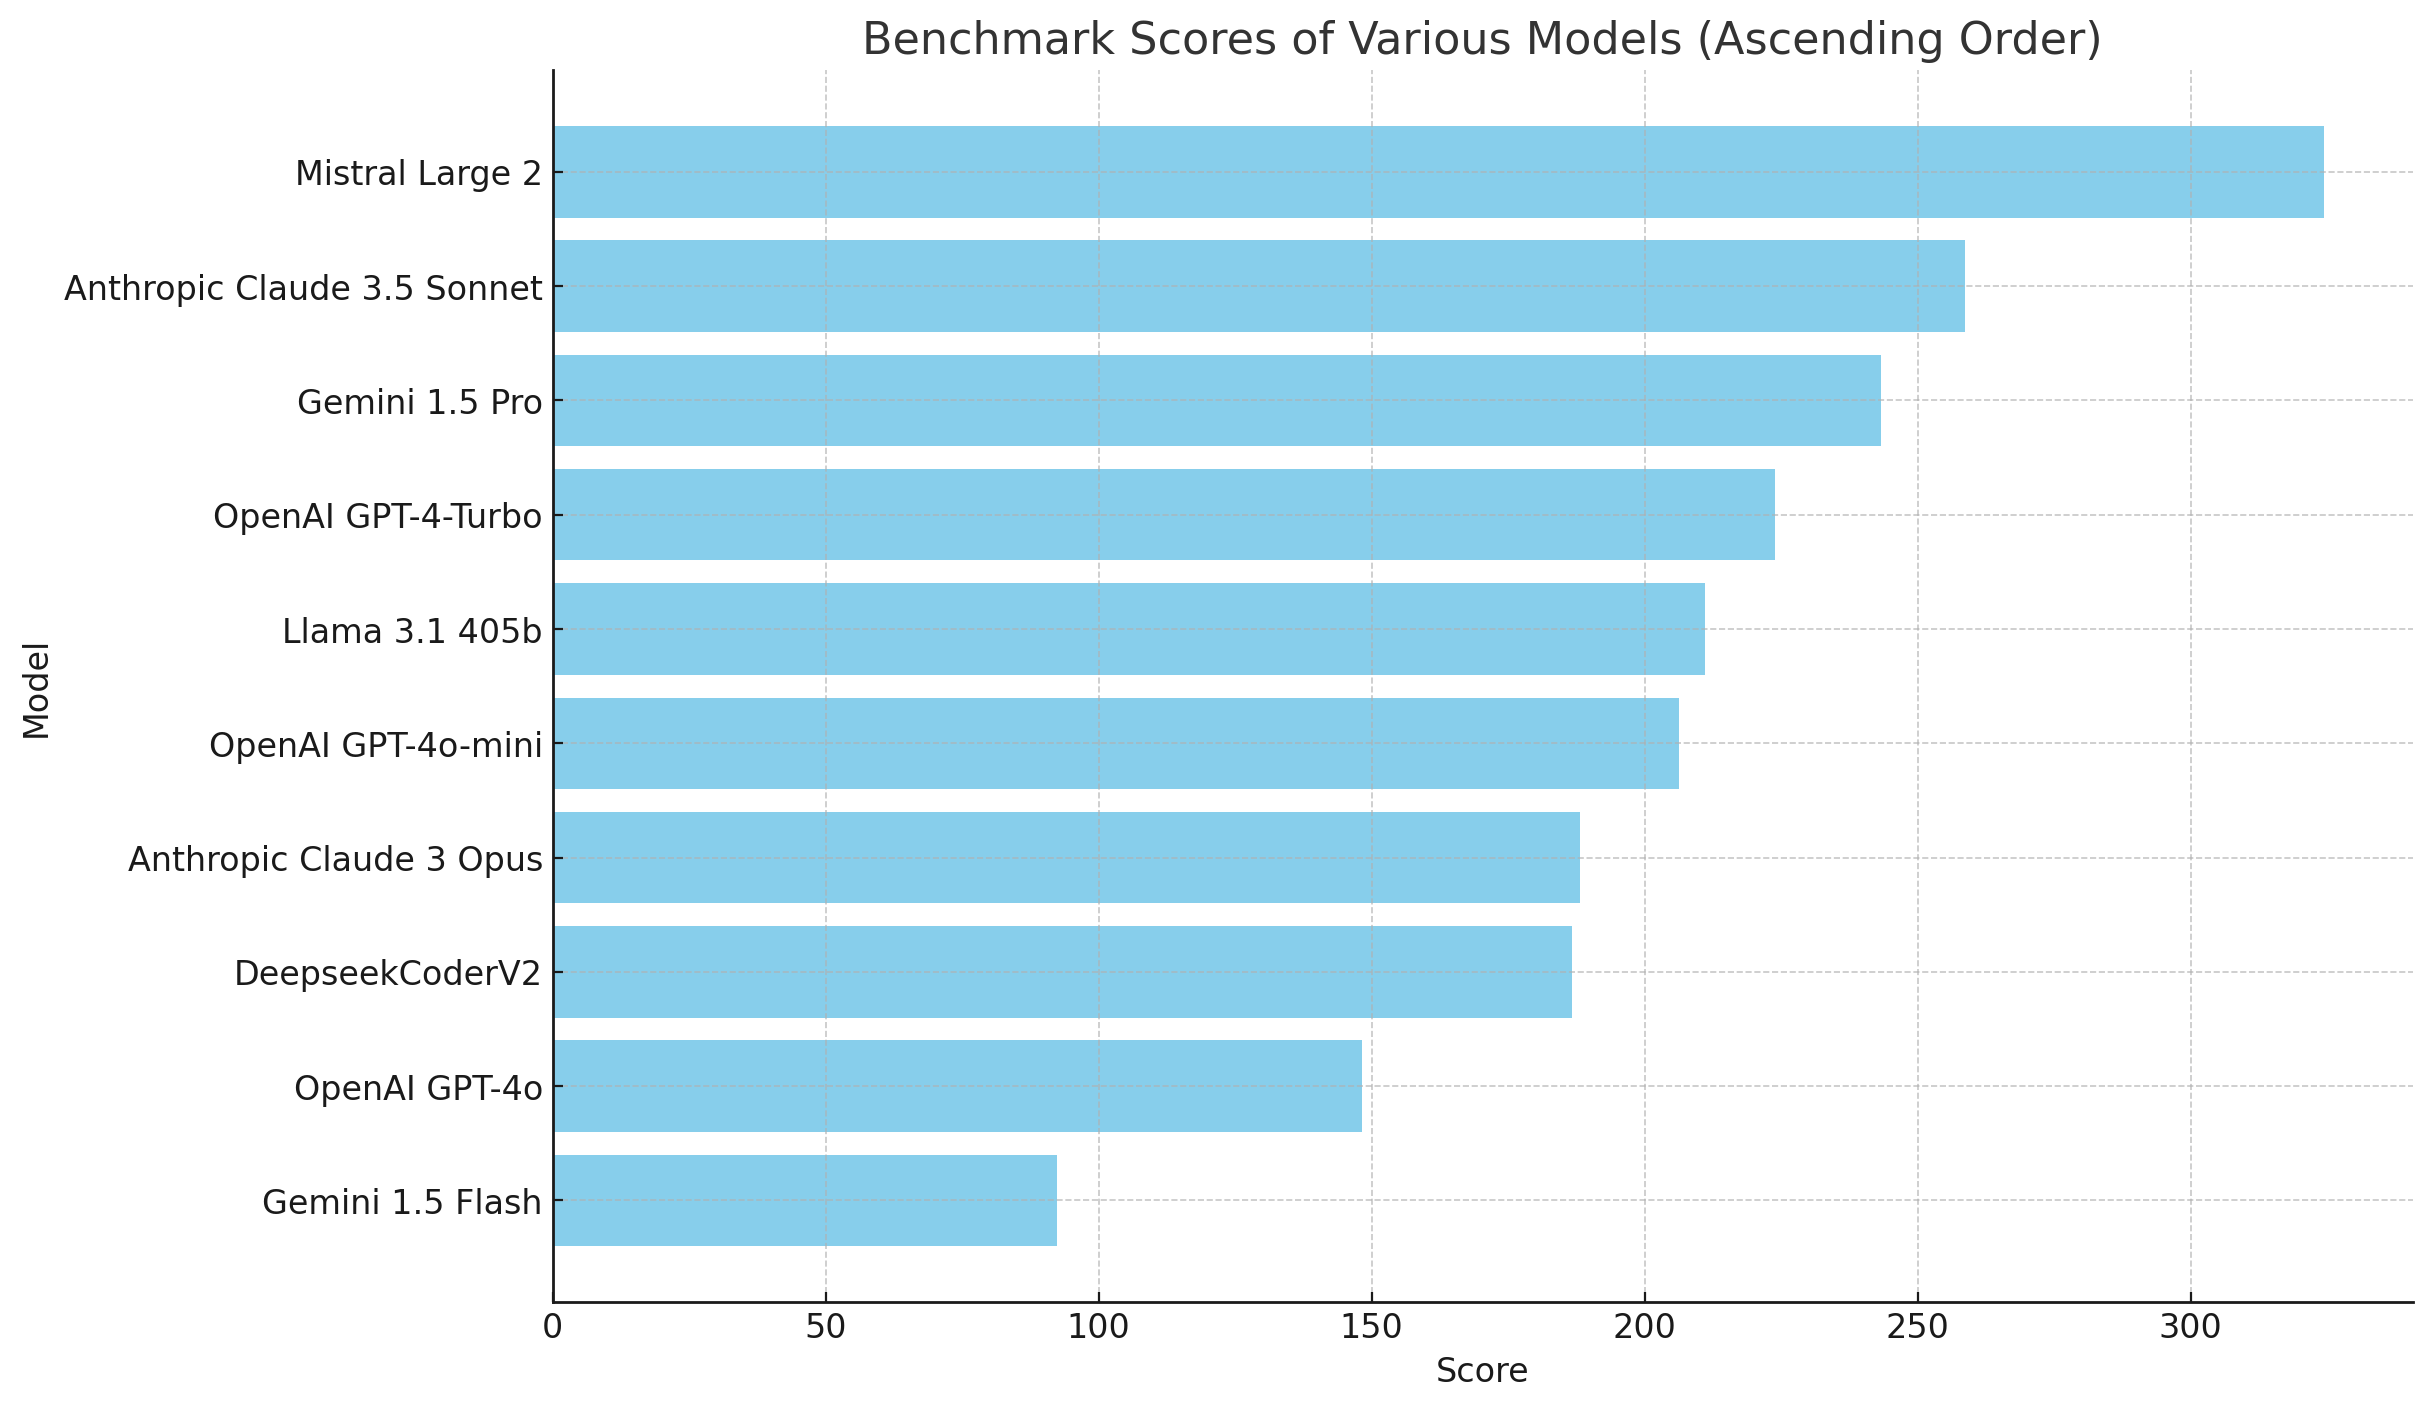 Benchmark Scores of Various Models (Ascending Order)
Mistral Large 2
Anthropic Claude 3.5 Sonnet
Gemini 1.5 Pro
OpenAI GPT-4-Turbo
Llama 3.1 405b
OpenAI GPT-4o-mini
Anthropic Claude 3 Opus
DeepseekCoderV2
OpenAI GPT-4o
Gemini 1.5 Flash
Model
0 50 100 150 200 250 300
Score